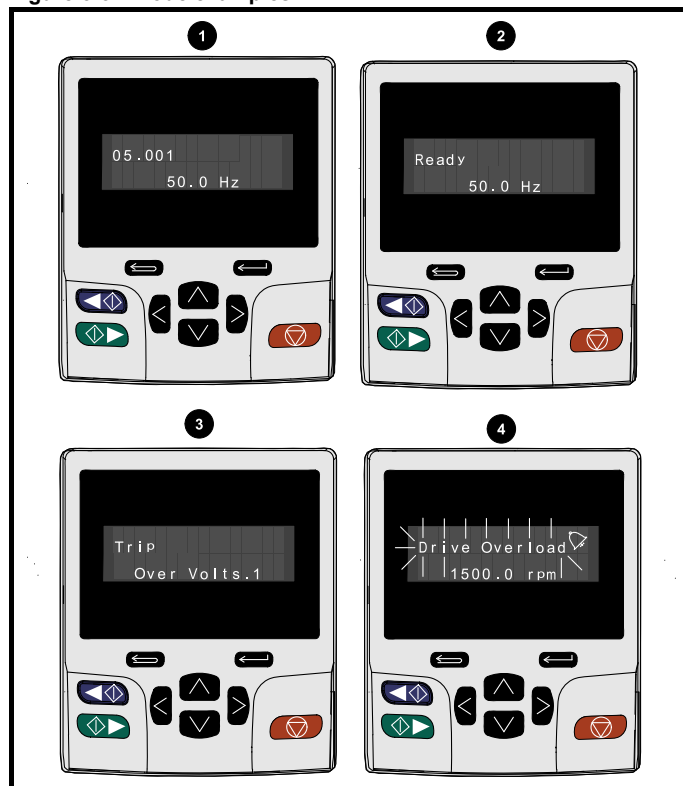 1
2
05.001
50.0 Hz
Ready
50.0 Hz
3
4
Trip
Over Volts.1
Drive Overload
1500.0 rpm